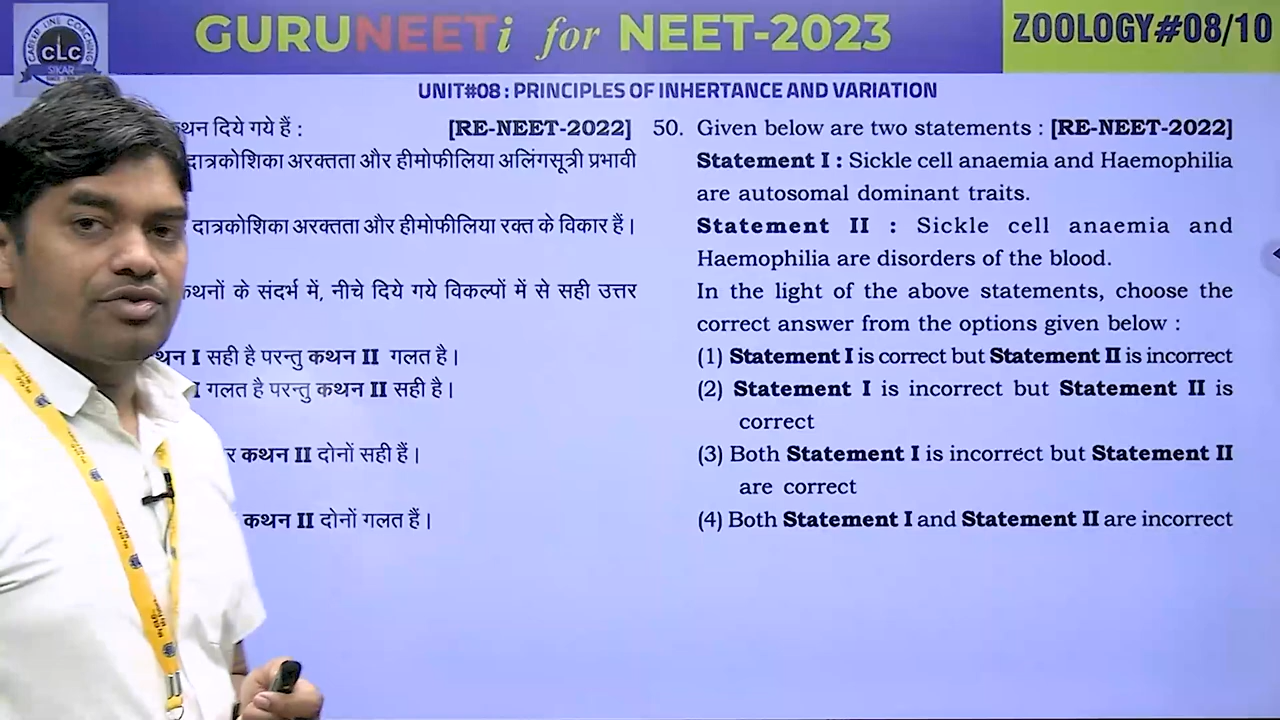 GURUNEETi for NEET-2023
ZOOLOGY#08/10
CAREER LINE COACHING
CLC
SIKAR
UNIT#08 : PRINCIPLES OF INHERTANCE AND VARIATION
कथन दिये गये हैं : [RE-NEET-2022]
दात्रकोशिका अरक्तता और हीमोफीलिया अलिंगसूत्री प्रभावी
दात्रकोशिका अरक्तता और हीमोफीलिया रक्त के विकार हैं।
कथनों के संदर्भ में, नीचे दिये गये विकल्पों में से सही उत्तर
कथन I सही है परन्तु कथन II गलत है।
I गलत है परन्तु कथन II सही है।
र कथन II दोनों सही हैं।
कथन II दोनों गलत हैं।
50. Given below are two statements : [RE-NEET-2022]
Statement I : Sickle cell anaemia and Haemophilia
are autosomal dominant traits.
Statement II : Sickle cell anaemia and
Haemophilia are disorders of the blood.
In the light of the above statements, choose the
correct answer from the options given below :
(1) Statement I is correct but Statement II is incorrect
(2) Statement I is incorrect but Statement II is
correct
(3) Both Statement I is incorrect but Statement II
are correct
(4) Both Statement I and Statement II are incorrect